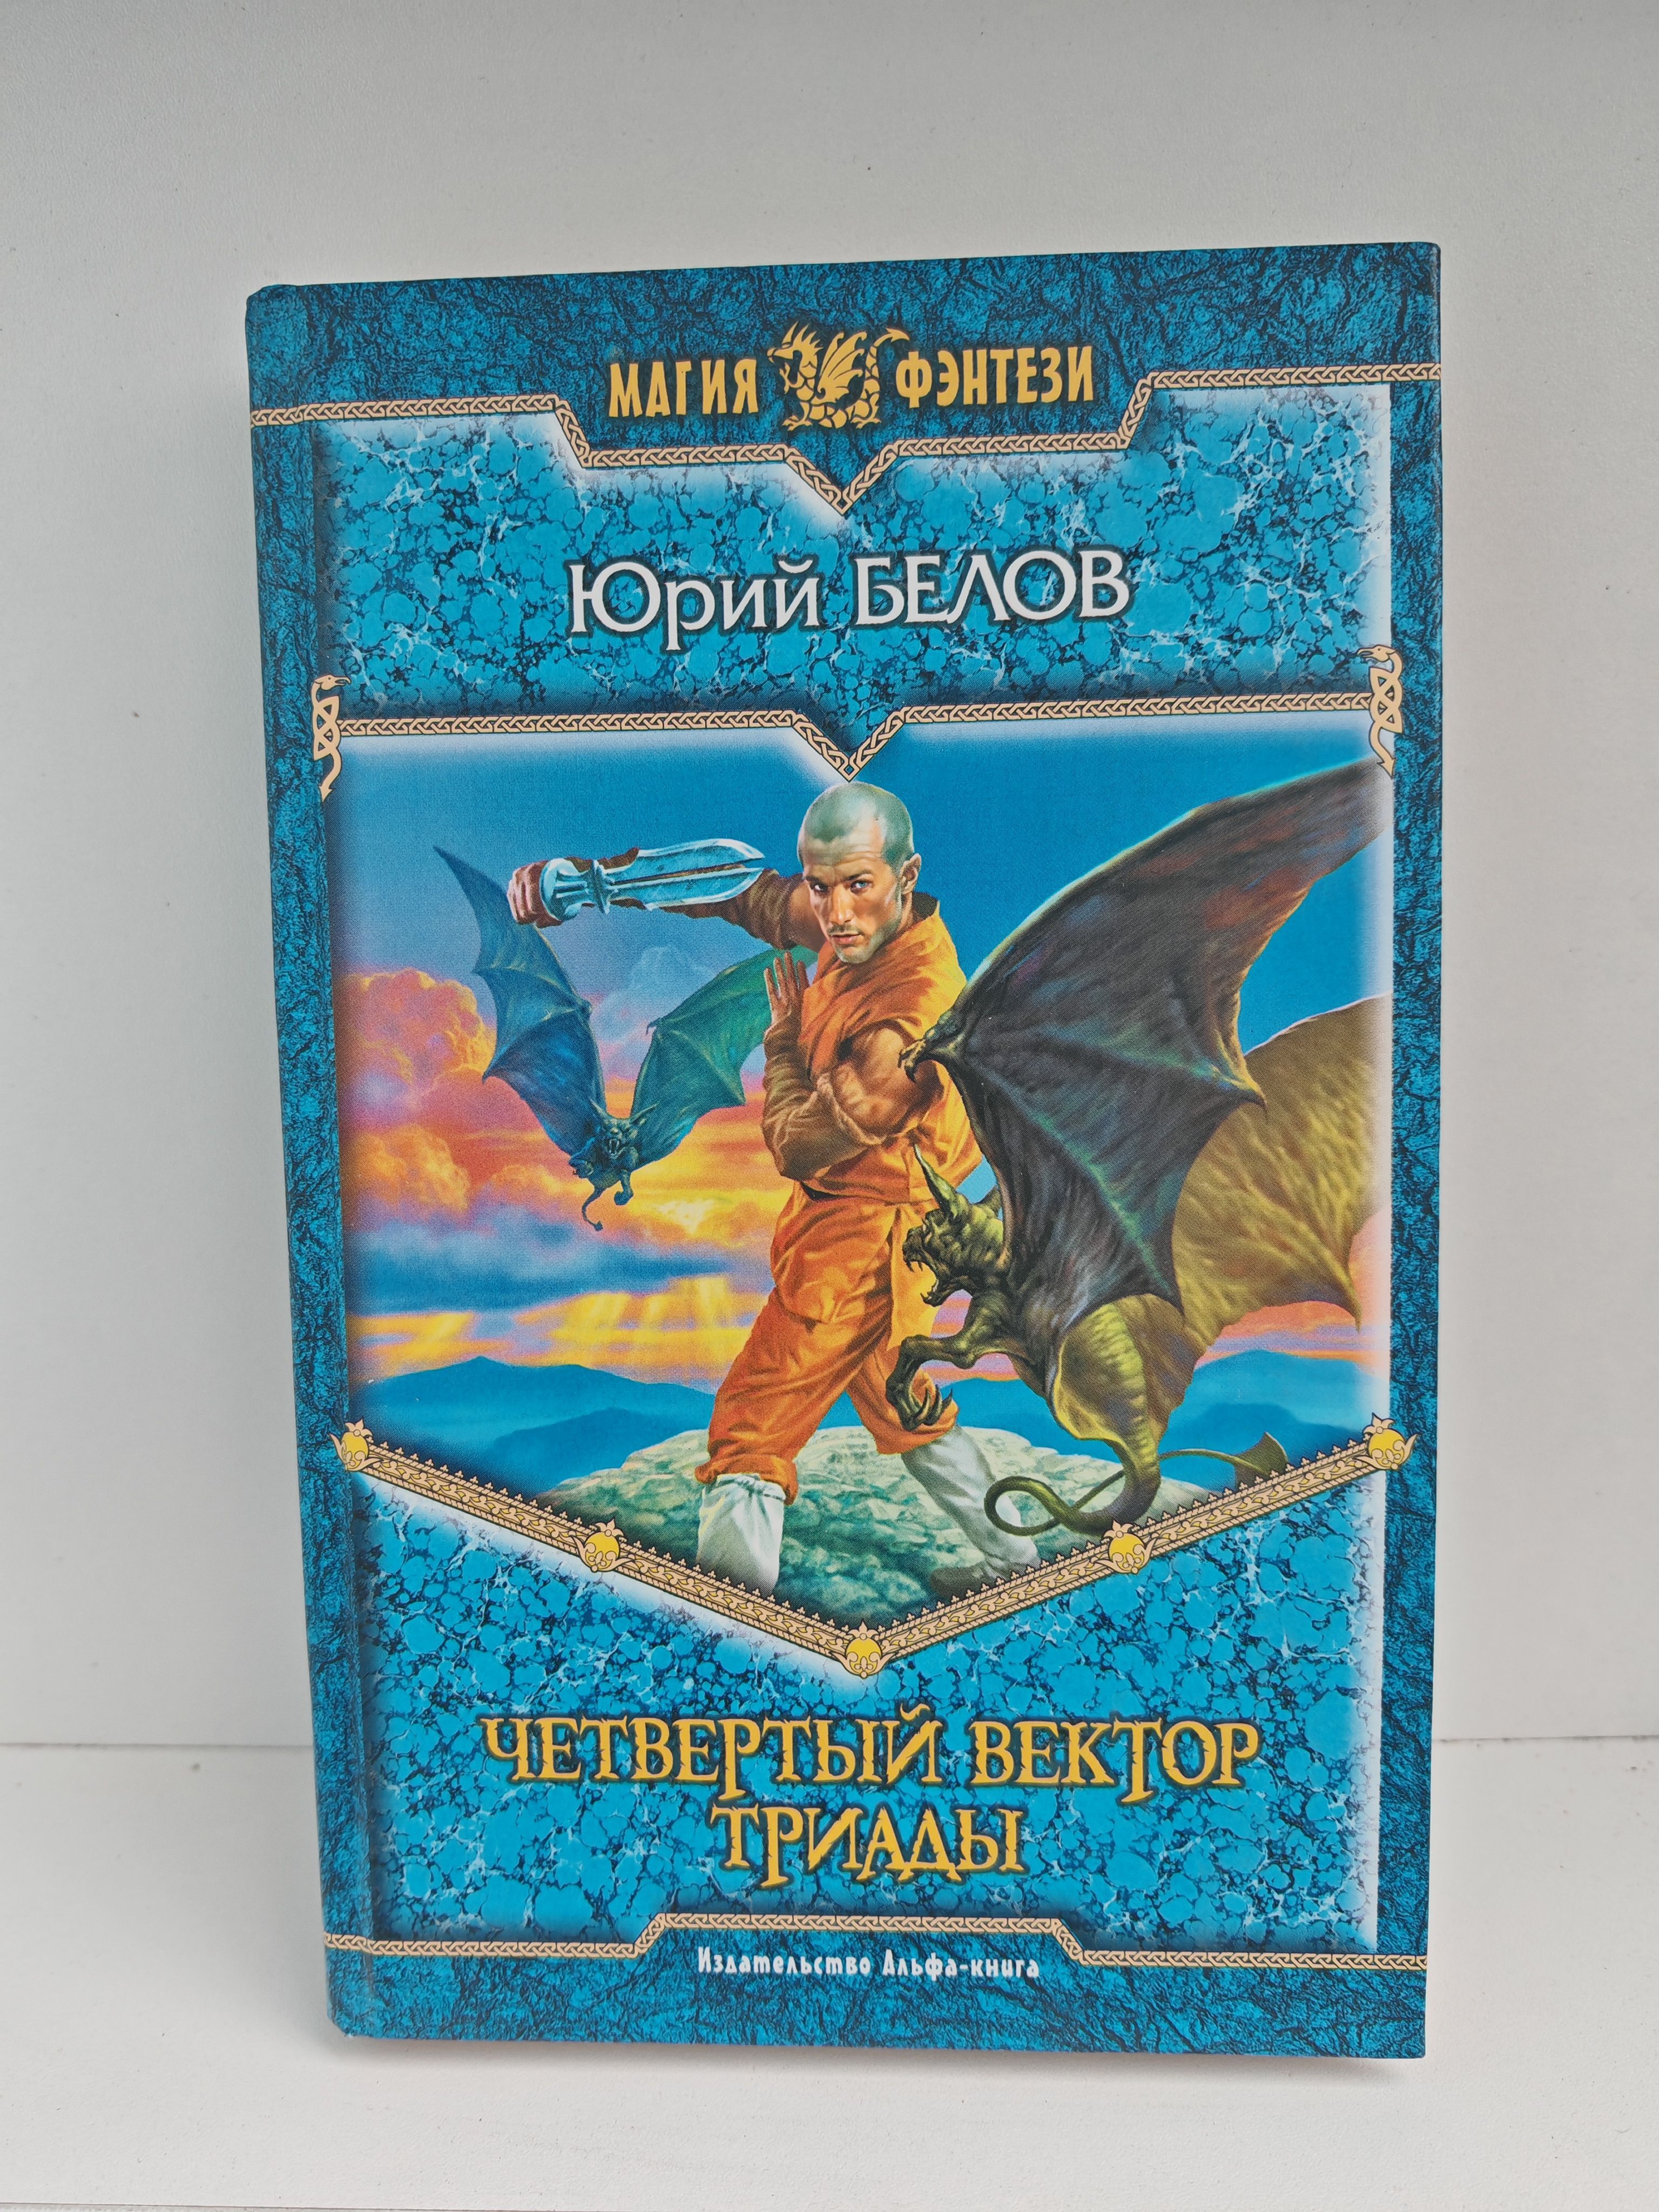 МАГИЯ ФЭНТЕЗИ
Юрий БЕЛОВ
ЧЕТВЕРТЫЙ ВЕКТОР
ТРИАДЫ
Издательство Альфа-книга